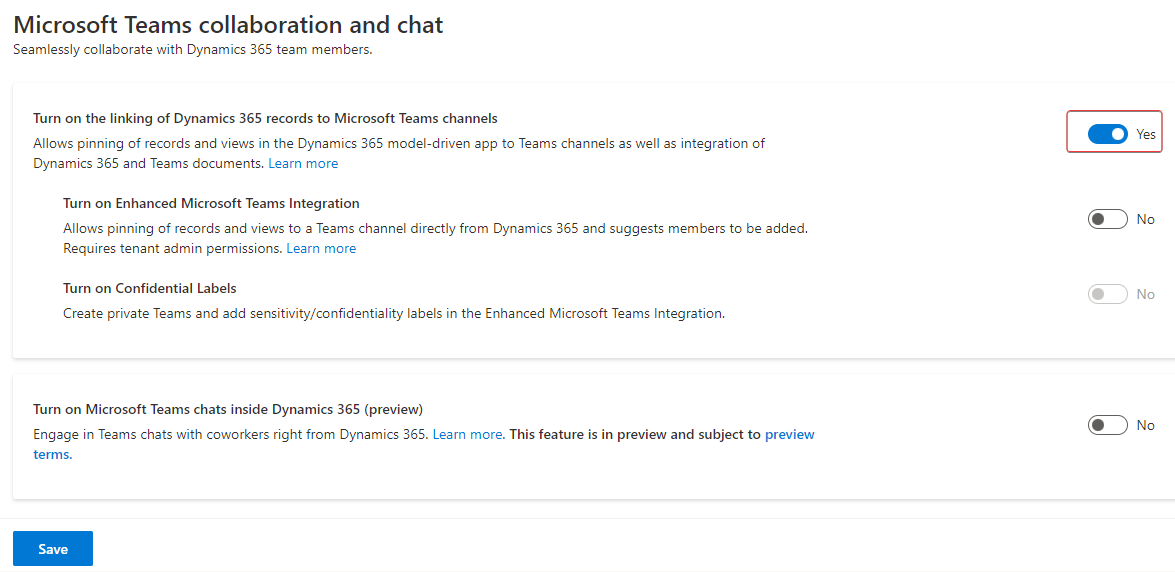 Microsoft Teams collaboration and chat
Seamlessly collaborate with Dynamics 365 team members.
Turn on the linking of Dynamics 365 records to Microsoft Teams channels
Allows pinning of records and views in the Dynamics 365 model-driven app to Teams channels as well as integration of
Dynamics 365 and Teams documents. Learn more
Yes
Turn on Enhanced Microsoft Teams Integration
Allows pinning of records and views to a Teams channel directly from Dynamics 365 and suggests members to be added.
Requires tenant admin permissions. Learn more
No
Turn on Confidential Labels
Create private Teams and add sensitivity/confidentiality labels in the Enhanced Microsoft Teams Integration.
No
Turn on Microsoft Teams chats inside Dynamics 365 (preview)
Engage in Teams chats with coworkers right from Dynamics 365. Learn more. This feature is in preview and subject to preview
terms.
No
Save